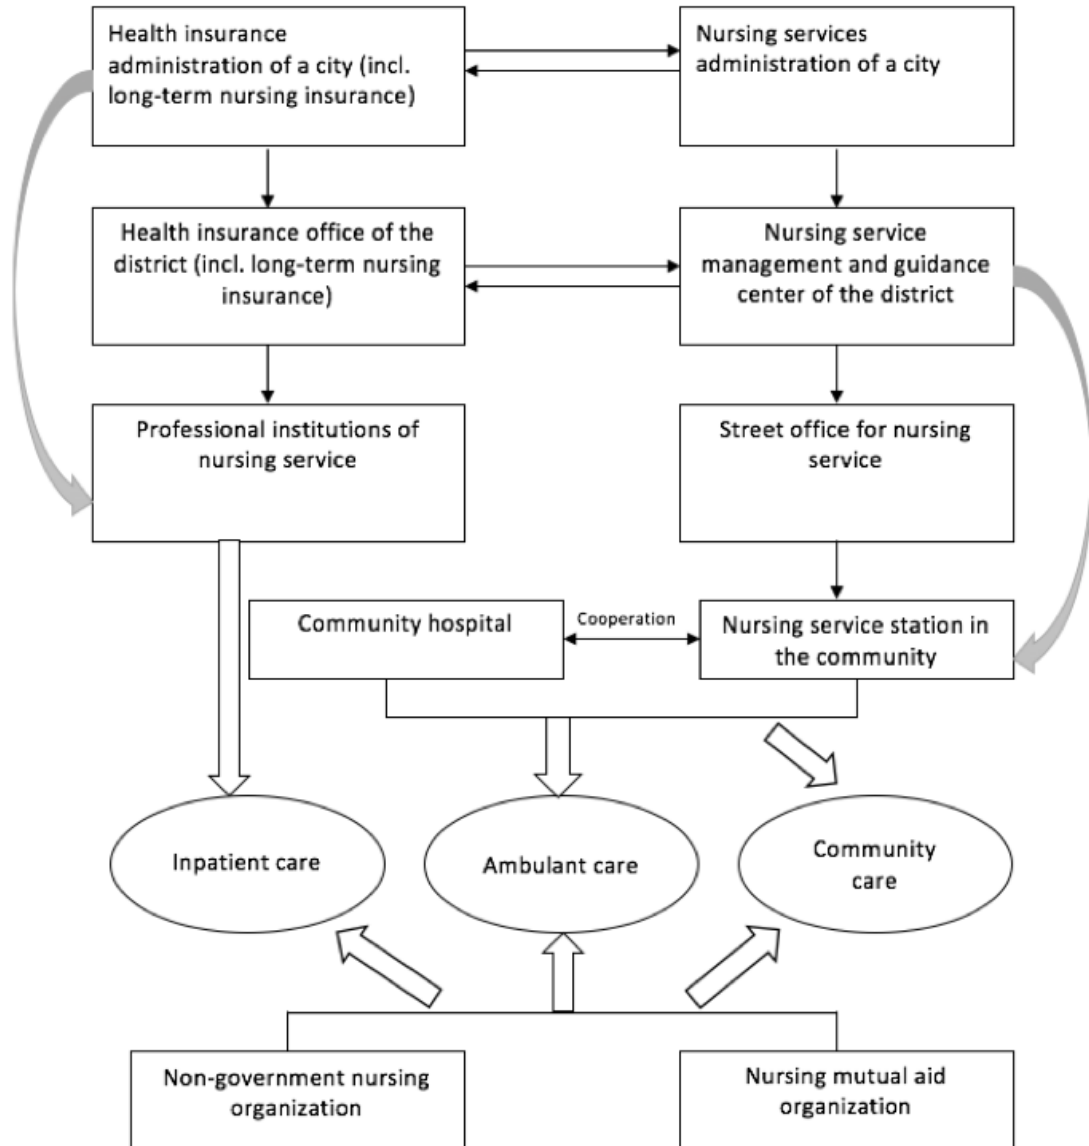 Health insurance
administration of a city (incl.
long-term nursing insurance)
Nursing services
administration of a city
Health insurance office of the
district (incl. long-term nursing
insurance)
Nursing service
management and guidance
center of the district
Professional institutions of
nursing service
Street office for nursing
service
Community hospital
Cooperation
Nursing service station in
the community
Inpatient care
Ambulant care
Community
care
Non-government nursing
organization
Nursing mutual aid
organization